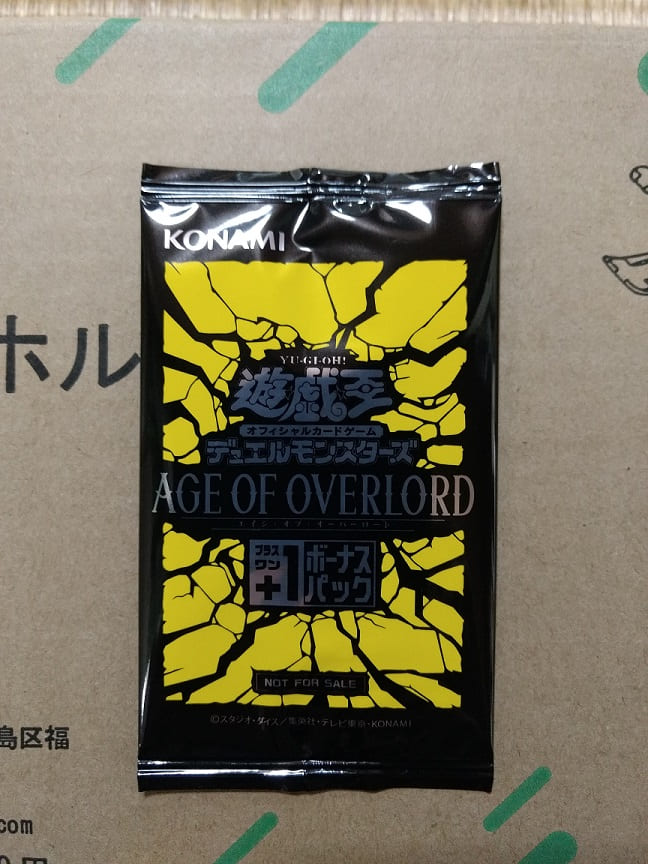 KONAMI
ホル
YU-GI-OH!
遊戯王
オフィシャルカードゲーム
デュエルモンスターズ
AGE OF OVERLORD
エイジ・オブ・オーバーロード
プラス
ワン
+1
ボーナス
パック
NOT FOR SALE
©スタジオ・ダイス/集英社・テレビ東京・KONAMI
島区福
com
円